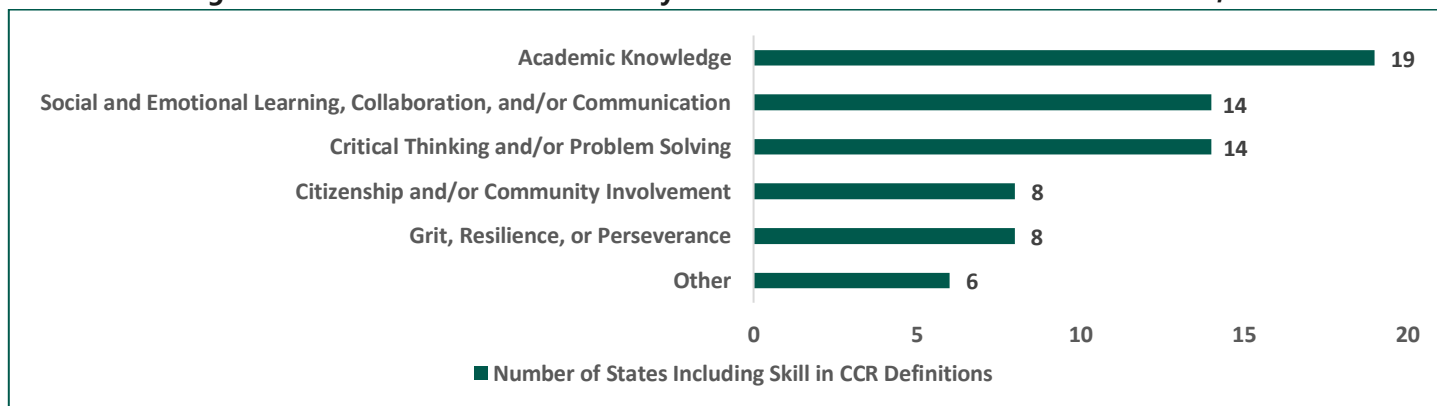 Academic Knowledge 19
Social and Emotional Learning, Collaboration, and/or Communication 14
Critical Thinking and/or Problem Solving 14
Citizenship and/or Community Involvement 8
Grit, Resilience, or Perseverance 8
Other 6
0 5 10 15 20
Number of States Including Skill in CCR Definitions